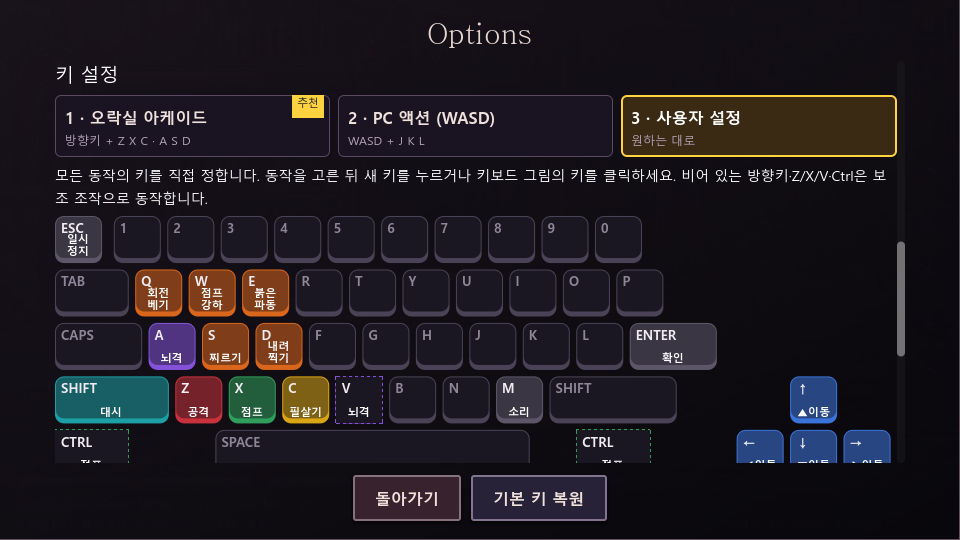 Options
키 설정
추천
1 · 오락실 아케이드
방향키 + Z X C · A S D
2 · PC 액션 (WASD)
WASD + J K L
3 · 사용자 설정
원하는 대로
모든 동작의 키를 직접 정합니다. 동작을 고른 뒤 새 키를 누르거나 키보드 그림의 키를 클릭하세요. 비어 있는 방향키·Z/X/V·Ctrl은 보
조 조작으로 동작합니다.
ESC
일시
정지
1
2
3
4
5
6
7
8
9
0
TAB
Q
회전
베기
W
점프
강하
E
붉은
파동
R
T
Y
U
I
O
P
CAPS
A
뇌격
S
찌르기
D
내려
찍기
F
G
H
J
K
L
ENTER
확인
SHIFT
대시
Z
공격
X
점프
C
필살기
V
뇌격
B
N
M
소리
SHIFT
↑
▲이동
CTRL
SPACE
CTRL
←
↓
→
돌아가기
기본 키 복원